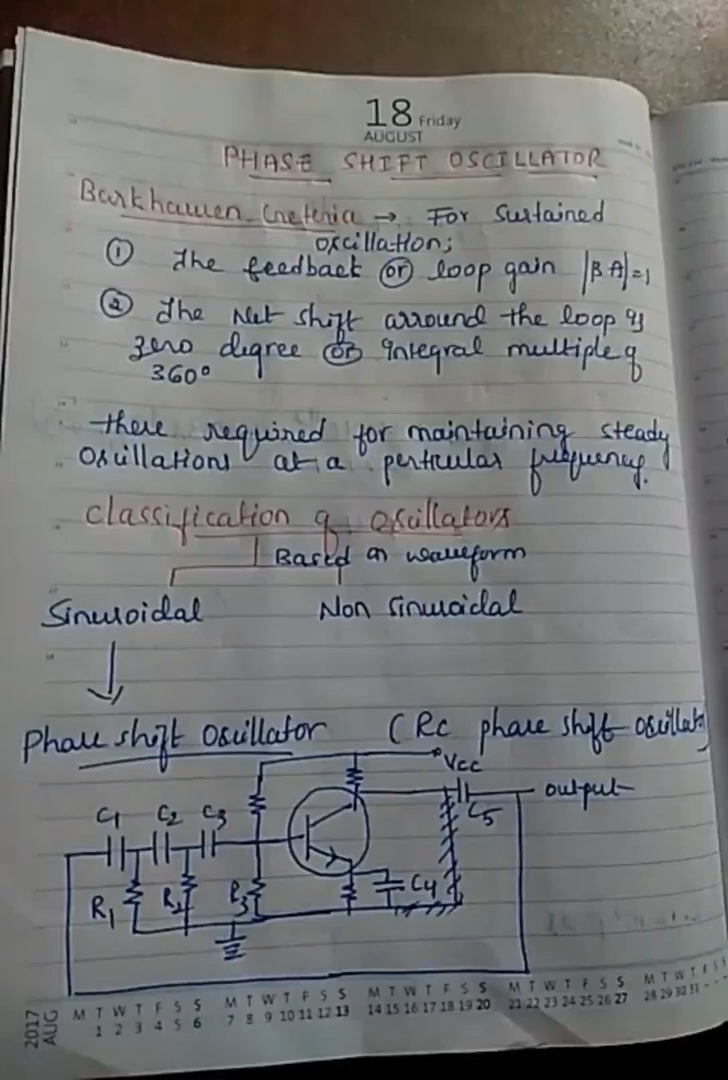 18 Friday
AUGUST
PHASE SHIFT OSCILLATOR
Barkhausen Creteria → For Sustained
oscillation;
① The feedback or loop gain |βA|=1
② The Net Shift arround the loop is
zero degree or integral multiple of
360°
there required for maintaining steady
oscillations at a perticular frequency.
Classification of Oscillators
Based on waveform
Sinusoidal Non Sinusoidal
Phase shift Oscillator (Rc phase shift oscillator)
Vcc
C1 C2 C3 C5 output
R1 R2 R3 C4
M T W T F S S M T W T F S S M T W T F S S M T W T F S S M T W T F S S
2017 AUG 1 2 3 4 5 6 7 8 9 10 11 12 13 14 15 16 17 18 19 20 21 22 23 24 25 26 27 28 29 30 31